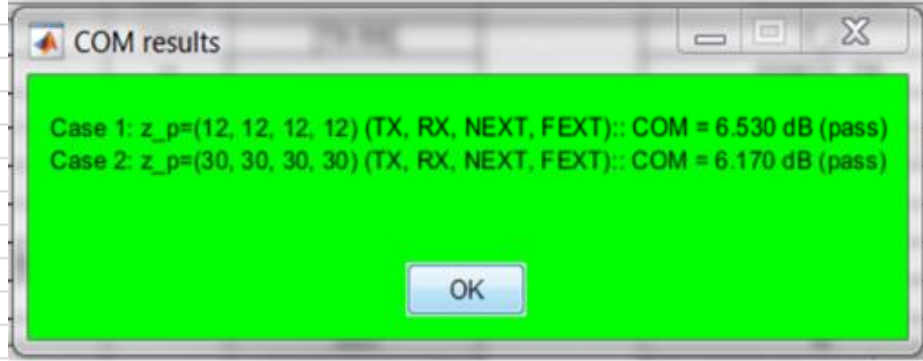 COM results
Case 1: z_p=(12, 12, 12, 12) (TX, RX, NEXT, FEXT):: COM = 6.530 dB (pass)
Case 2: z_p=(30, 30, 30, 30) (TX, RX, NEXT, FEXT):: COM = 6.170 dB (pass)
OK